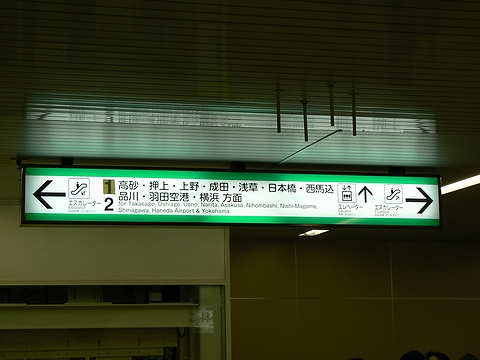 1 高砂・押上・上野・成田・浅草・日本橋・西馬込
2 品川・羽田空港・横浜 方面
for Takasago, Oshiage, Ueno, Narita, Asakusa, Nihombashi, Nishi-Magome,
Shinagawa, Haneda Airport & Yokohama.
エスカレーター
エレベーター
エスカレーター